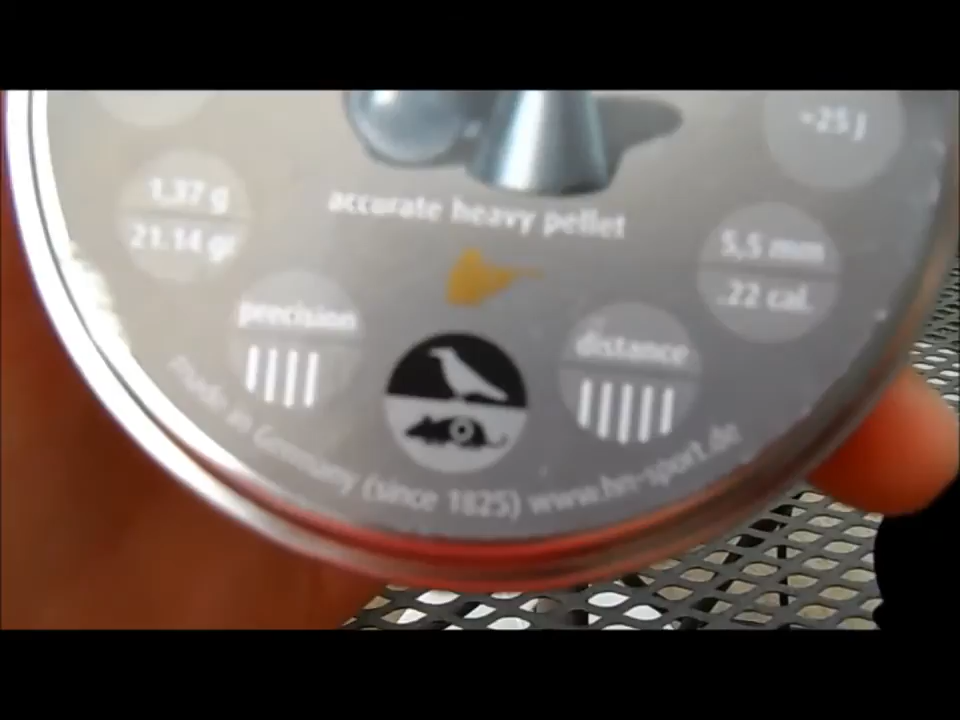 >25 J
1,37 g
21.14 gr
accurate heavy pellet
5,5 mm
.22 cal.
precision
distance
made in Germany (since 1825) www.hn-sport.de